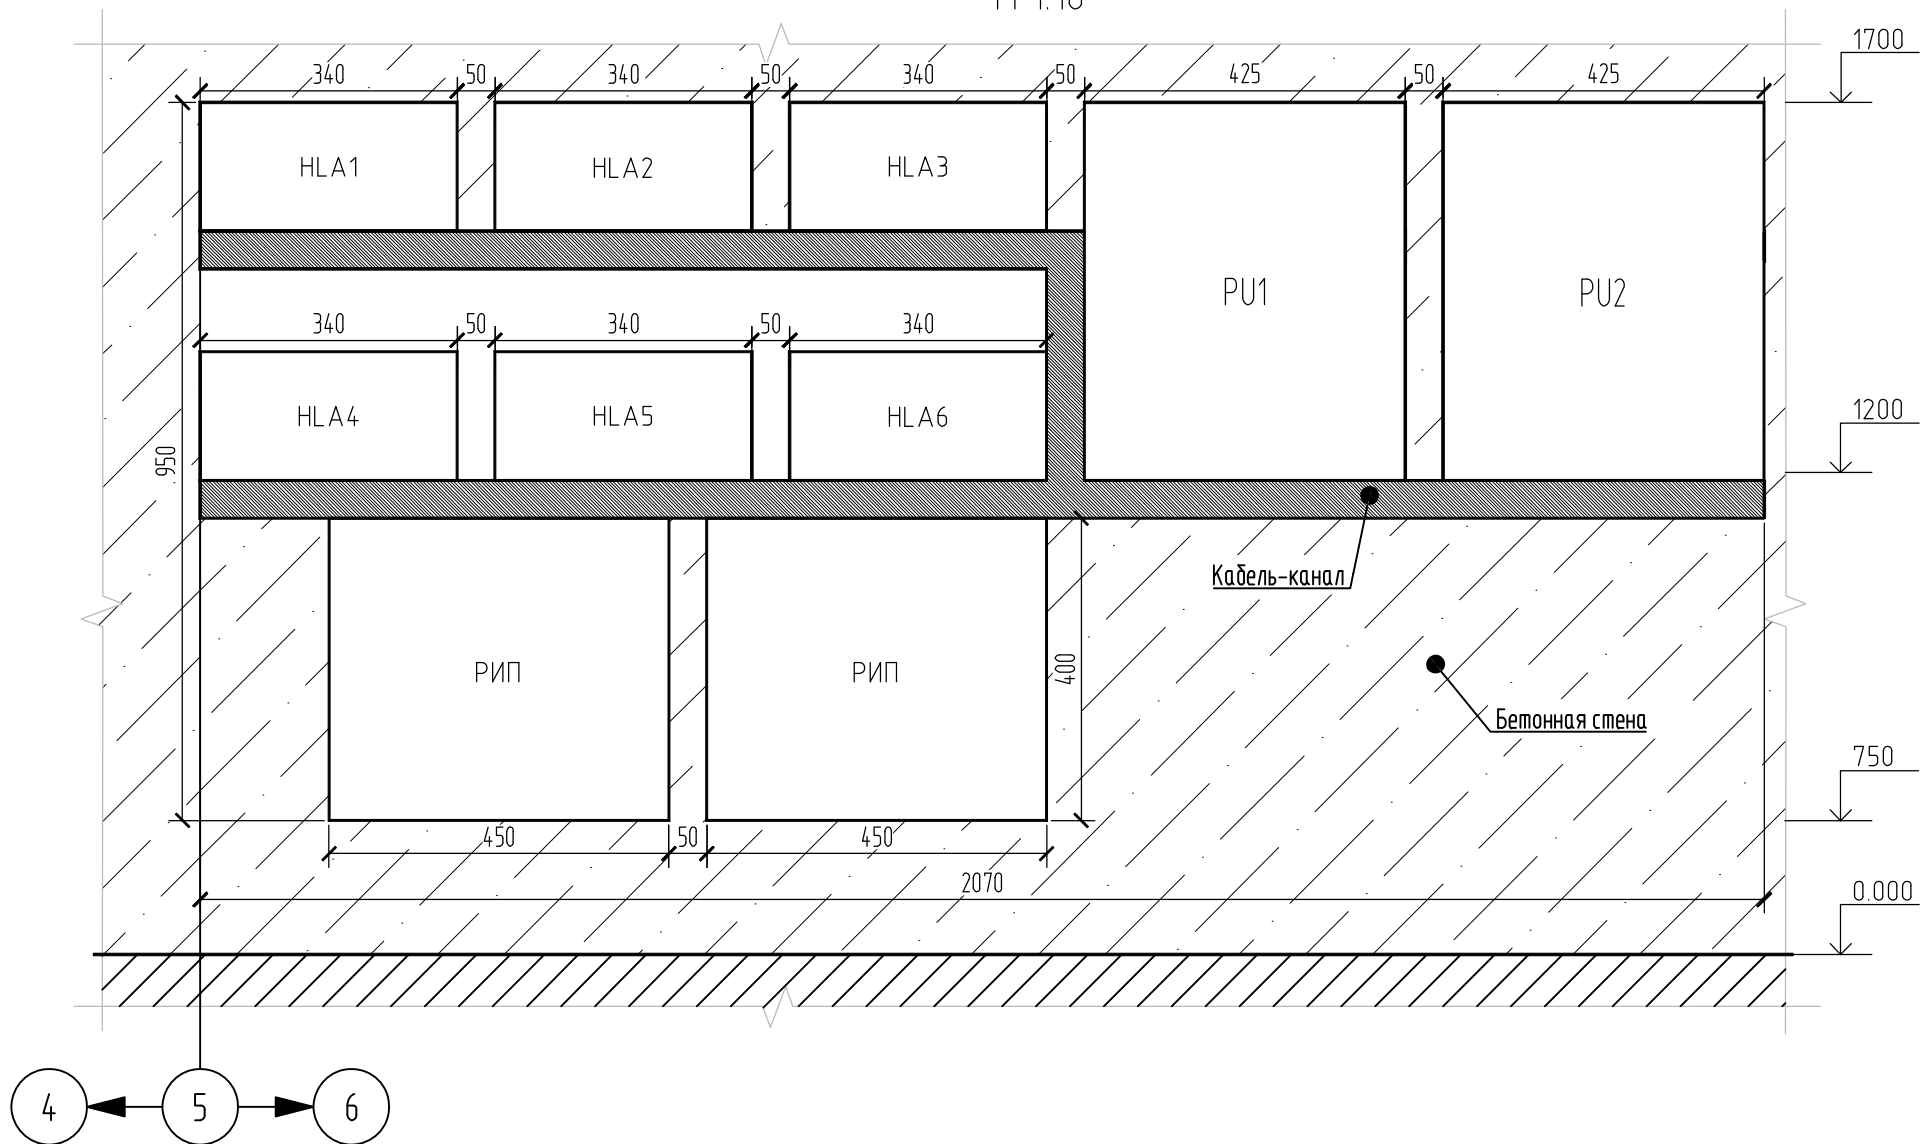 1700
340 50 340 50 340 50 425 50 425
HLA1 HLA2 HLA3
PU1 PU2
340 50 340 50 340
HLA4 HLA5 HLA6
1200
950
Кабель-канал
РИП РИП
400
Бетонная стена
750
450 50 450
2070
0.000
4 5 6